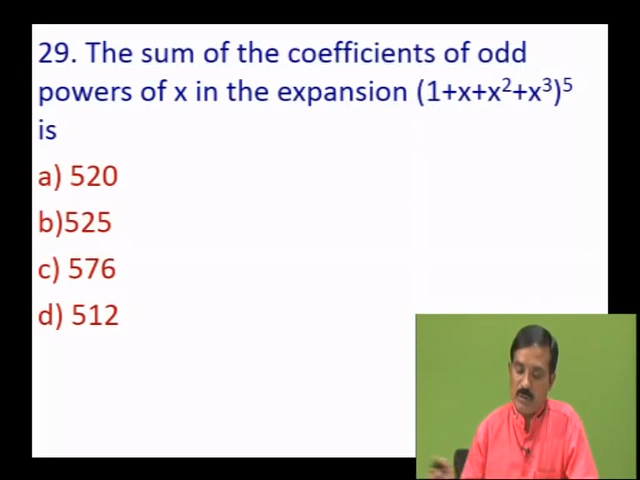 29. The sum of the coefficients of odd
powers of x in the expansion (1+x+x²+x³)⁵
is
a) 520
b)525
c) 576
d) 512